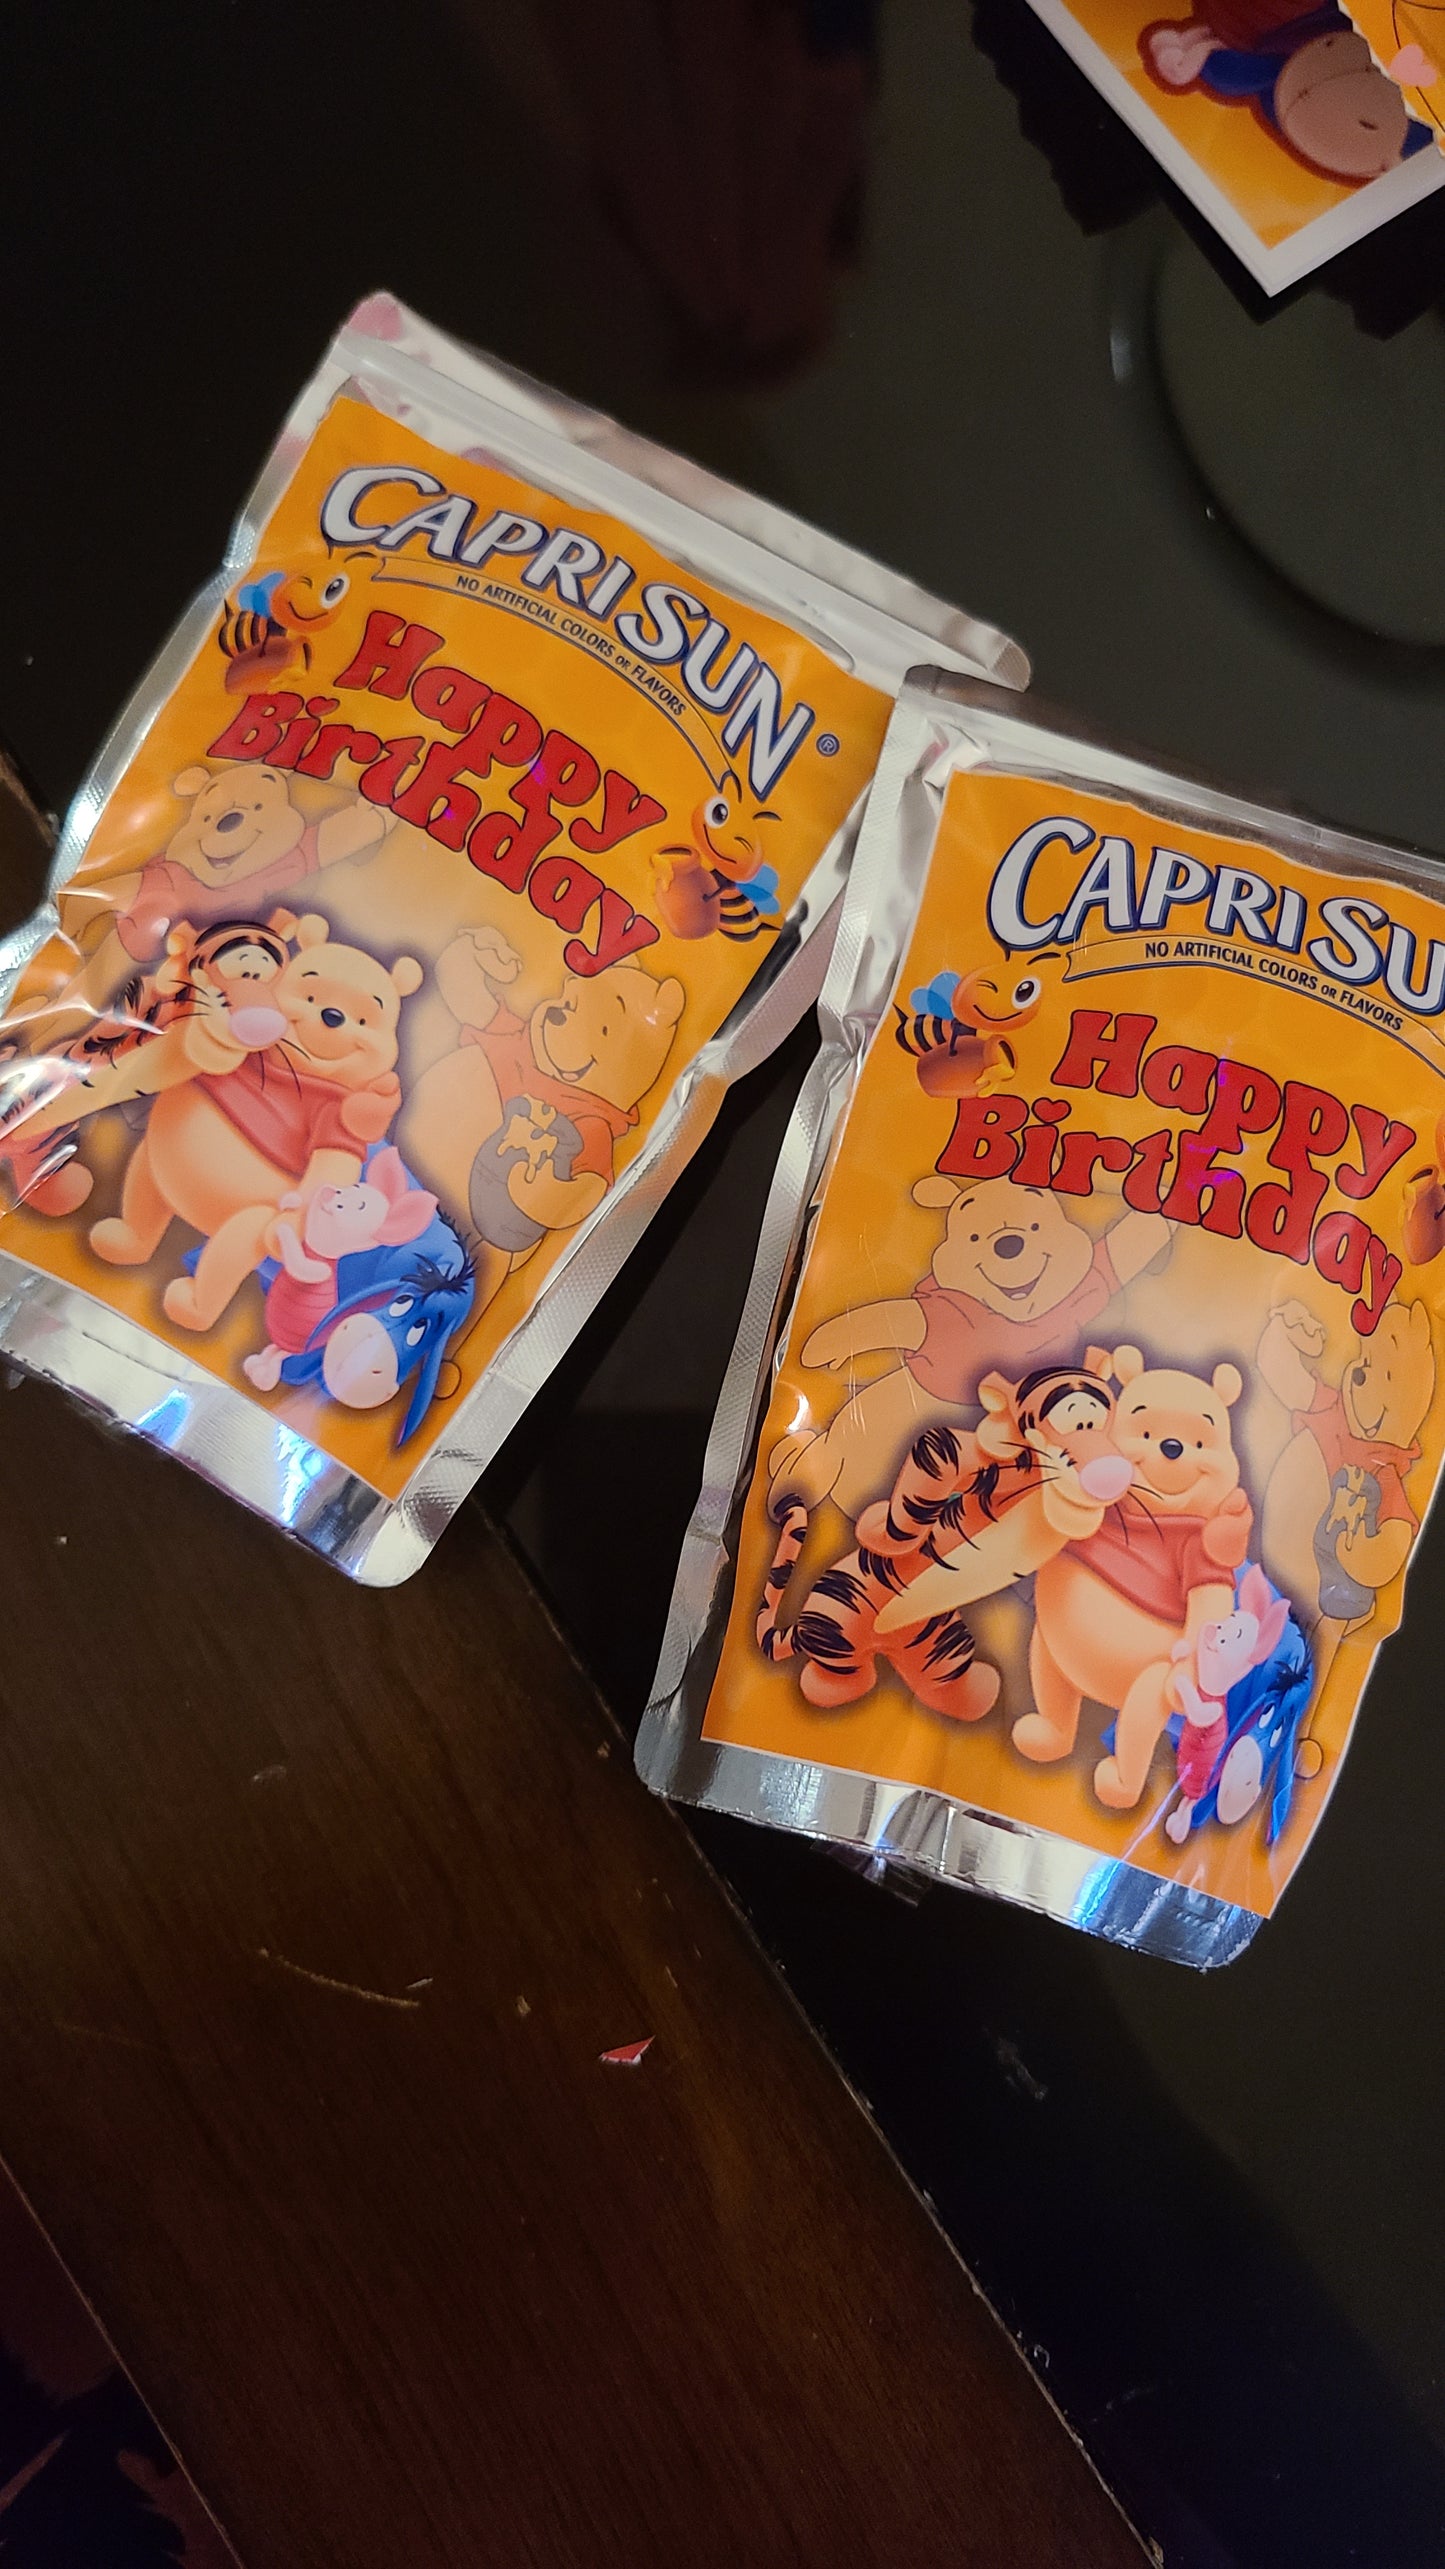 CAPRI SUN®
NO ARTIFICIAL COLORS OR FLAVORS
Happy
Birthday
CAPRI SU
NO ARTIFICIAL COLORS OR FLAVORS
Happy
Birthday